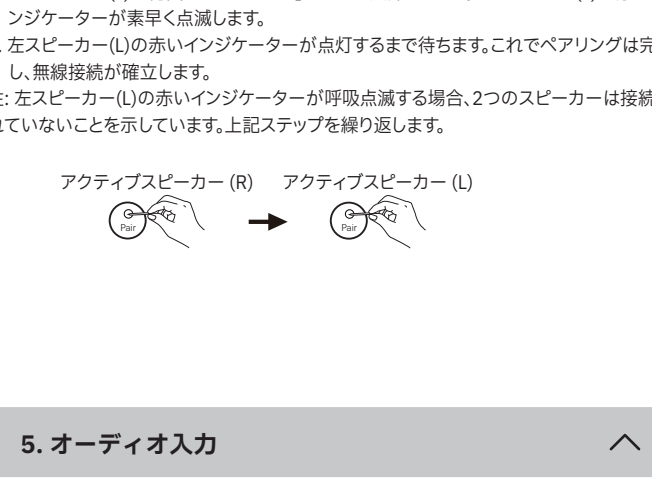 ンジケーターが素早く点滅します。
左スピーカー(L)の赤いインジケーターが点灯するまで待ちます。これでペアリングは完
し、無線接続が確立します。
: 左スピーカー(L)の赤いインジケーターが呼吸点滅する場合、2つのスピーカーは接続
れていないことを示しています。上記ステップを繰り返します。
アクティブスピーカー (R) アクティブスピーカー (L)
Pair Pair
5. オーディオ入力